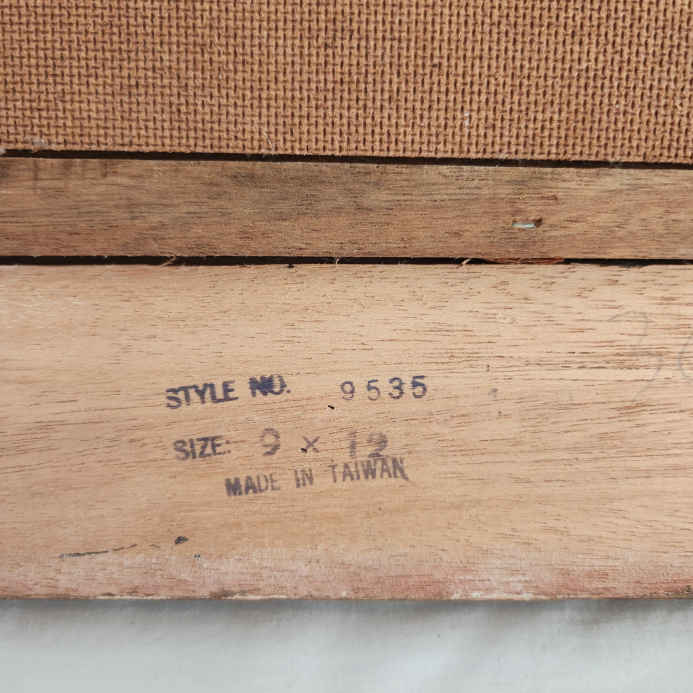 STYLE NO. 9535
SIZE: 9 x 12
MADE IN TAIWAN